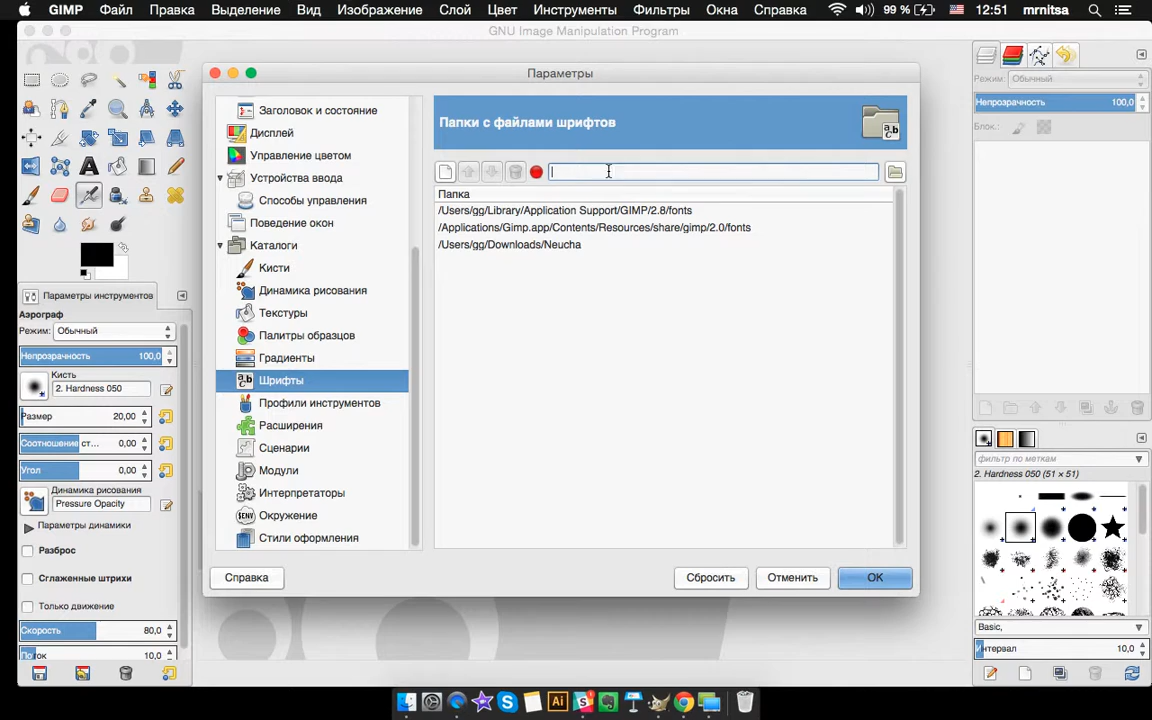 GIMP Файл Правка Выделение Вид Изображение Слой Цвет Инструменты Фильтры Окна Справка 99 % 12:51 mrnitsa
GNU Image Manipulation Program
Параметры
Заголовок и состояние
Дисплей
Управление цветом
Устройства ввода
Способы управления
Поведение окон
Каталоги
Кисти
Динамика рисования
Текстуры
Палитры образцов
Градиенты
Шрифты
Профили инструментов
Расширения
Сценарии
Модули
Интерпретаторы
Окружение
Стили оформления
Папки с файлами шрифтов
Папка
/Users/gg/Library/Application Support/GIMP/2.8/fonts
/Applications/Gimp.app/Contents/Resources/share/gimp/2.0/fonts
/Users/gg/Downloads/Neucha
Справка Сбросить Отменить OK
Параметры инструментов
Аэрограф
Режим: Обычный
Непрозрачность 100,0
Кисть
2. Hardness 050
Размер 20,00
Соотношение ст... 0,00
Угол 0,00
Динамика рисования
Pressure Opacity
Параметры динамики
Разброс
Сглаженные штрихи
Только движение
Скорость 80,0
Поток 10,0
Режим: Обычный
Непрозрачность 100,0
Блок.:
фильтр по меткам
2. Hardness 050 (51 × 51)
Basic,
Интервал 10,0